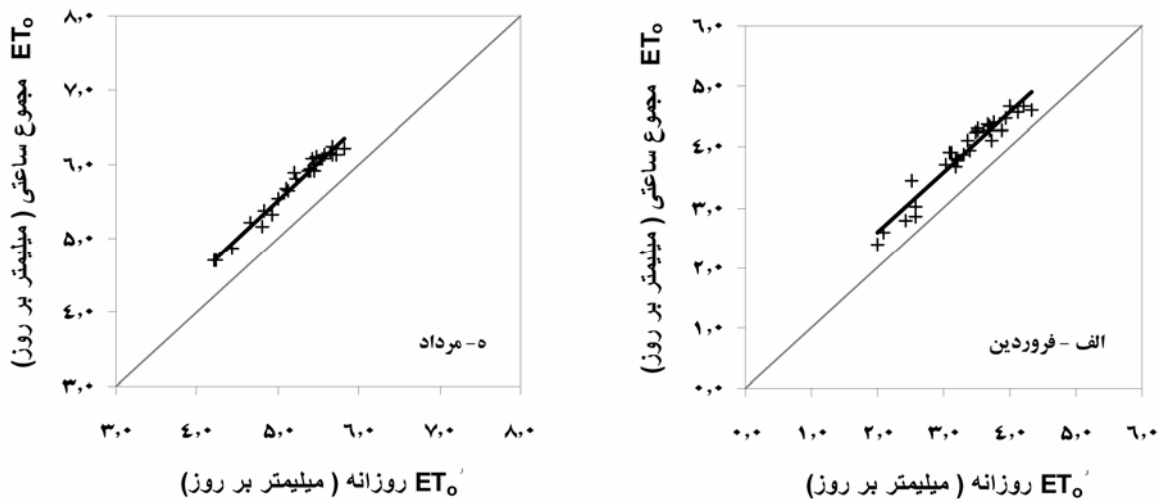 ET₀ مجموع ساعتی (میلیمتر بر روز)
۶,۰
۵,۰
۴,۰
۳,۰
۲,۰
۱,۰
۰,۰
الف - فروردین
۰,۰ ۱,۰ ۲,۰ ۳,۰ ۴,۰ ۵,۰ ۶,۰
ET₀' روزانه ( میلیمتر بر روز)
ET₀ مجموع ساعتی ( میلیمتر بر روز)
۸,۰
۷,۰
۶,۰
۵,۰
۴,۰
۳,۰
ه- مرداد
۳,۰ ۴,۰ ۵,۰ ۶,۰ ۷,۰ ۸,۰
ET₀' روزانه ( میلیمتر بر روز)